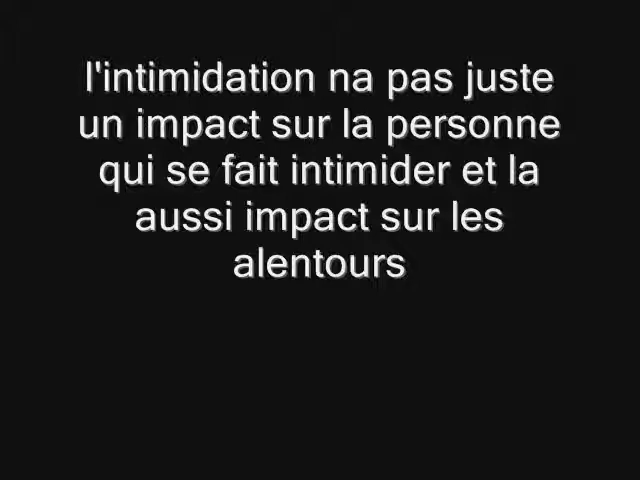 l'intimidation na pas juste
un impact sur la personne
qui se fait intimider et la
aussi impact sur les
alentours